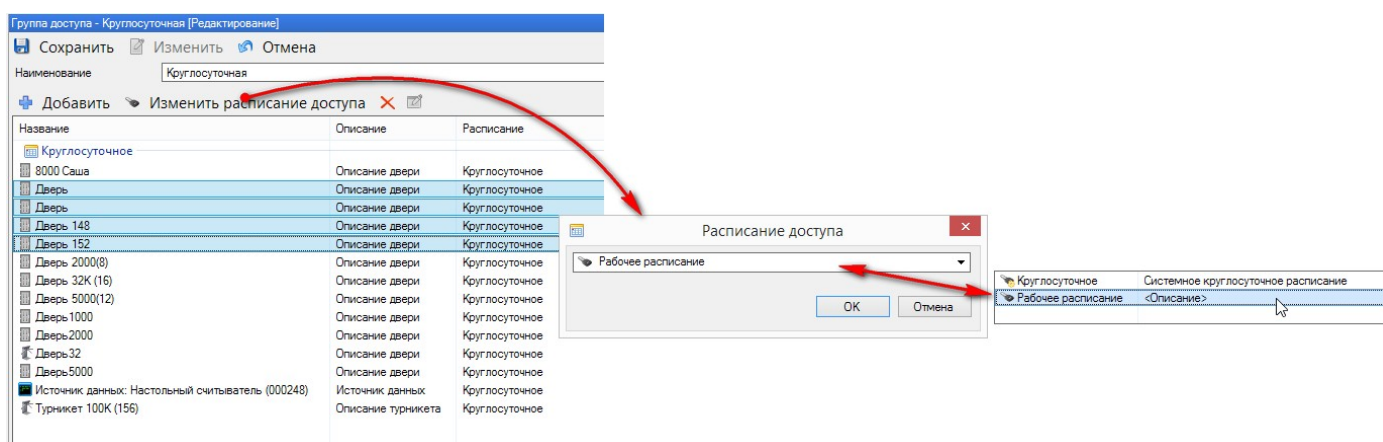 Группа доступа - Круглосуточная [Редактирование]
Сохранить Изменить Отмена
Наименование Круглосуточная
Добавить Изменить расписание доступа
Название Описание Расписание
Круглосуточное
8000 Саша Описание двери Круглосуточное
Дверь Описание двери Круглосуточное
Дверь Описание двери Круглосуточное
Дверь 148 Описание двери Круглосуточное
Дверь 152 Описание двери Круглосуточное
Дверь 2000(8) Описание двери Круглосуточное
Дверь 32K (16) Описание двери Круглосуточное
Дверь 5000(12) Описание двери Круглосуточное
Дверь1000 Описание двери Круглосуточное
Дверь2000 Описание двери Круглосуточное
Дверь32 Описание двери Круглосуточное
Дверь5000 Описание двери Круглосуточное
Источник данных: Настольный считыватель (000248) Источник данных Круглосуточное
Турникет 100K (156) Описание турникета Круглосуточное
Расписание доступа
Рабочее расписание
OK Отмена
Круглосуточное Системное круглосуточное расписание
Рабочее расписание <Описание>